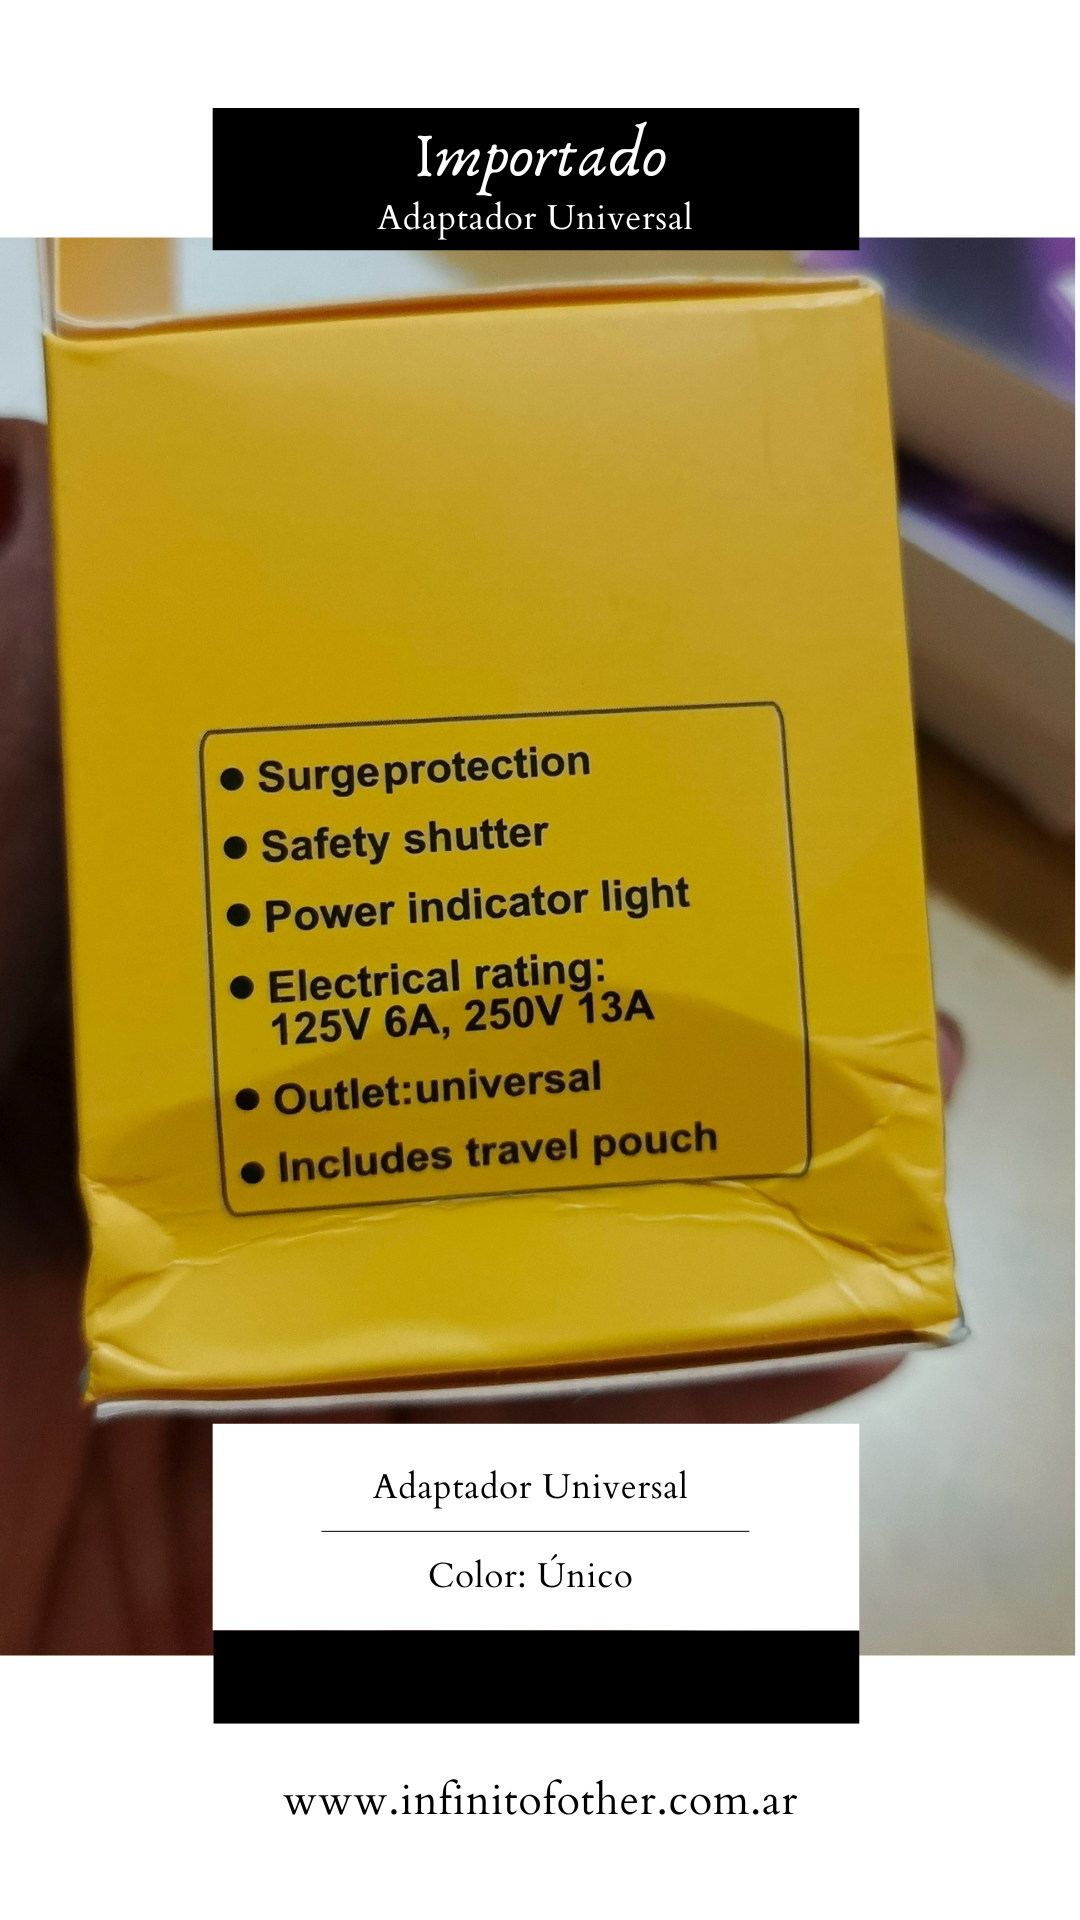 Importado
Adaptador Universal
● Surgeprotection
● Safety shutter
● Power indicator light
● Electrical rating:
125V 6A, 250V 13A
● Outlet:universal
● Includes travel pouch
Adaptador Universal
Color: Único
www.infinitofother.com.ar